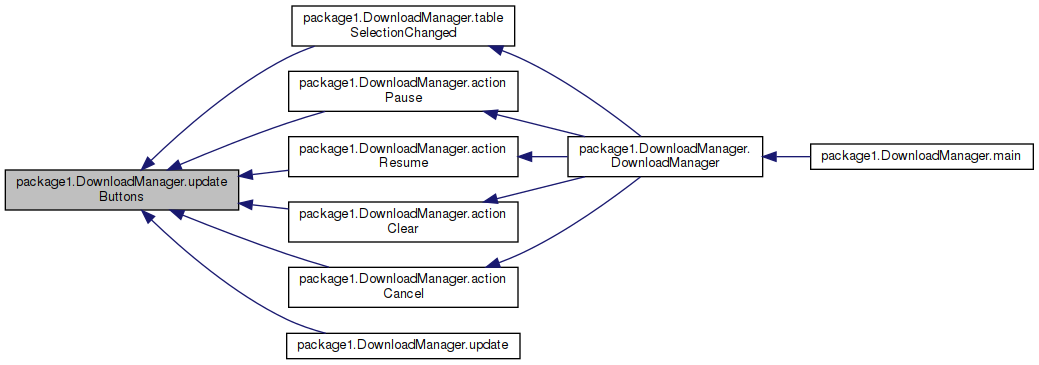 package1.DownloadManager.table
SelectionChanged
package1.DownloadManager.action
Pause
package1.DownloadManager.action
Resume
package1.DownloadManager.
DownloadManager
package1.DownloadManager.main
package1.DownloadManager.update
Buttons
package1.DownloadManager.action
Clear
package1.DownloadManager.action
Cancel
package1.DownloadManager.update